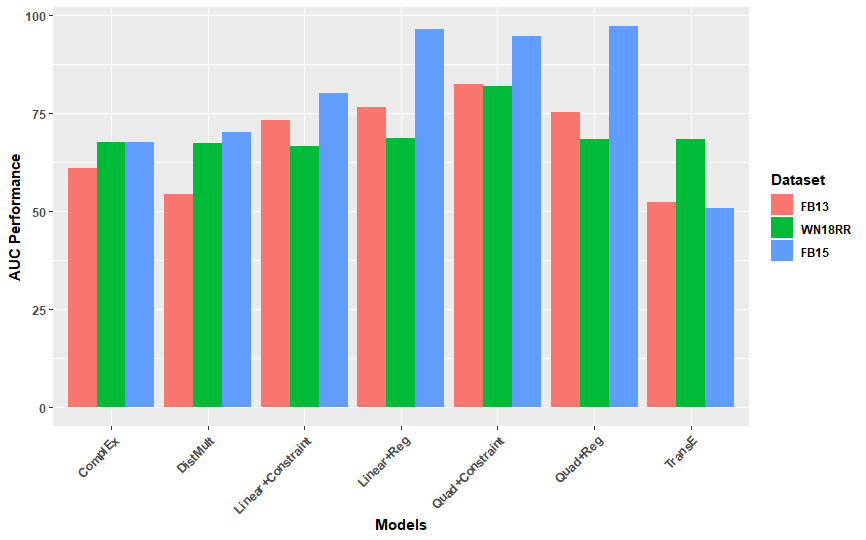 100
75
50
25
0
AUC Performance
ComplEx
DistMult
Linear+Constraint
Linear+Reg
Quad+Constraint
Quad+Reg
TransE
Models
Dataset
FB13
WN18RR
FB15